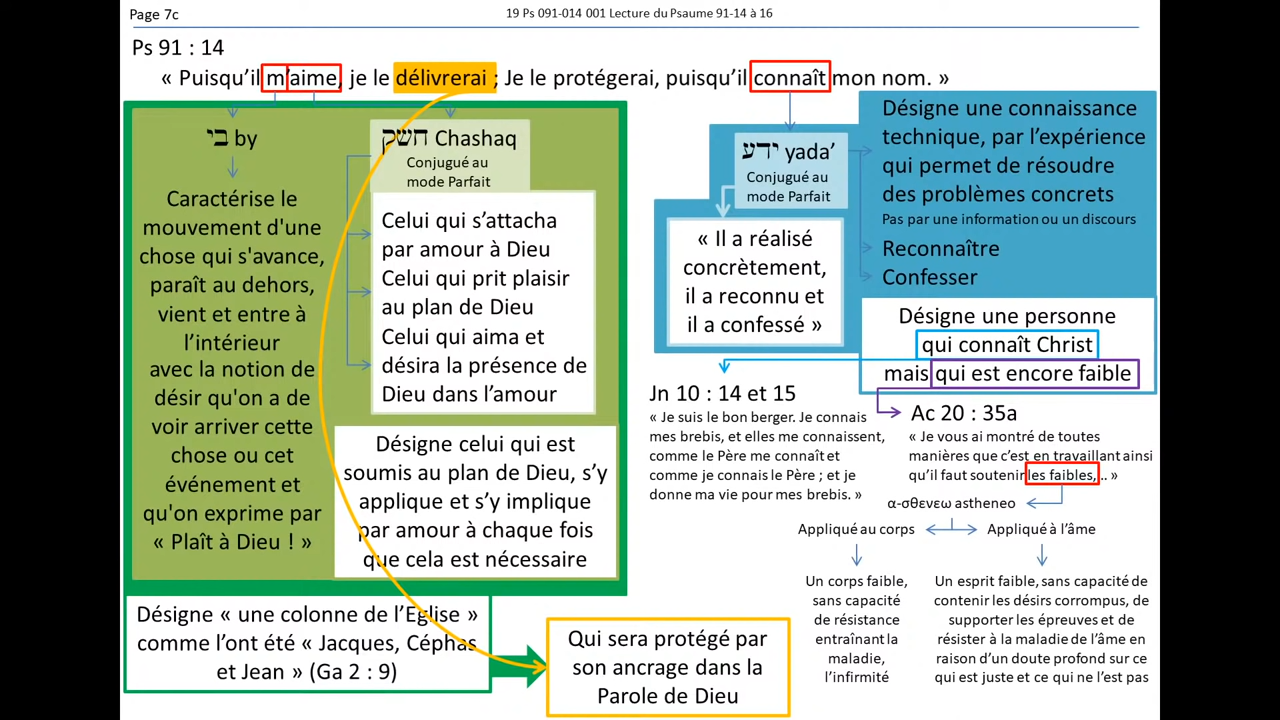 Page 7c
19 Ps 091-014 001 Lecture du Psaume 91-14 à 16
Ps 91 : 14
« Puisqu'il m'aime, je le délivrerai ; Je le protégerai, puisqu'il connaît mon nom. »
בי by
Caractérise le
mouvement d'une
chose qui s'avance,
paraît au dehors,
vient et entre à
l'intérieur
avec la notion de
désir qu'on a de
voir arriver cette
chose ou cet
événement et
qu'on exprime par
« Plaît à Dieu ! »
חשק Chashaq
Conjugué au
mode Parfait
Celui qui s'attacha
par amour à Dieu
Celui qui prit plaisir
au plan de Dieu
Celui qui aima et
désira la présence de
Dieu dans l'amour
Désigne celui qui est
soumis au plan de Dieu, s'y
applique et s'y implique
par amour à chaque fois
que cela est nécessaire
Désigne « une colonne de l'Eglise »
comme l'ont été « Jacques, Céphas
et Jean » (Ga 2 : 9)
Qui sera protégé par
son ancrage dans la
Parole de Dieu
ידע yada'
Conjugué au
mode Parfait
« Il a réalisé
concrètement,
il a reconnu et
il a confessé »
Désigne une connaissance
technique, par l'expérience
qui permet de résoudre
des problèmes concrets
Pas par une information ou un discours
Reconnaître
Confesser
Désigne une personne
qui connaît Christ
mais qui est encore faible
Jn 10 : 14 et 15
« Je suis le bon berger. Je connais
mes brebis, et elles me connaissent,
comme le Père me connaît et
comme je connais le Père ; et je
donne ma vie pour mes brebis. »
Ac 20 : 35a
« Je vous ai montré de toutes
manières que c'est en travaillant ainsi
qu'il faut soutenir les faibles, .. »
α-σθενεω astheneo
Appliqué au corps
Appliqué à l'âme
Un corps faible,
sans capacité
de résistance
entraînant la
maladie,
l'infirmité
Un esprit faible, sans capacité de
contenir les désirs corrompus, de
supporter les épreuves et de
résister à la maladie de l'âme en
raison d'un doute profond sur ce
qui est juste et ce qui ne l'est pas